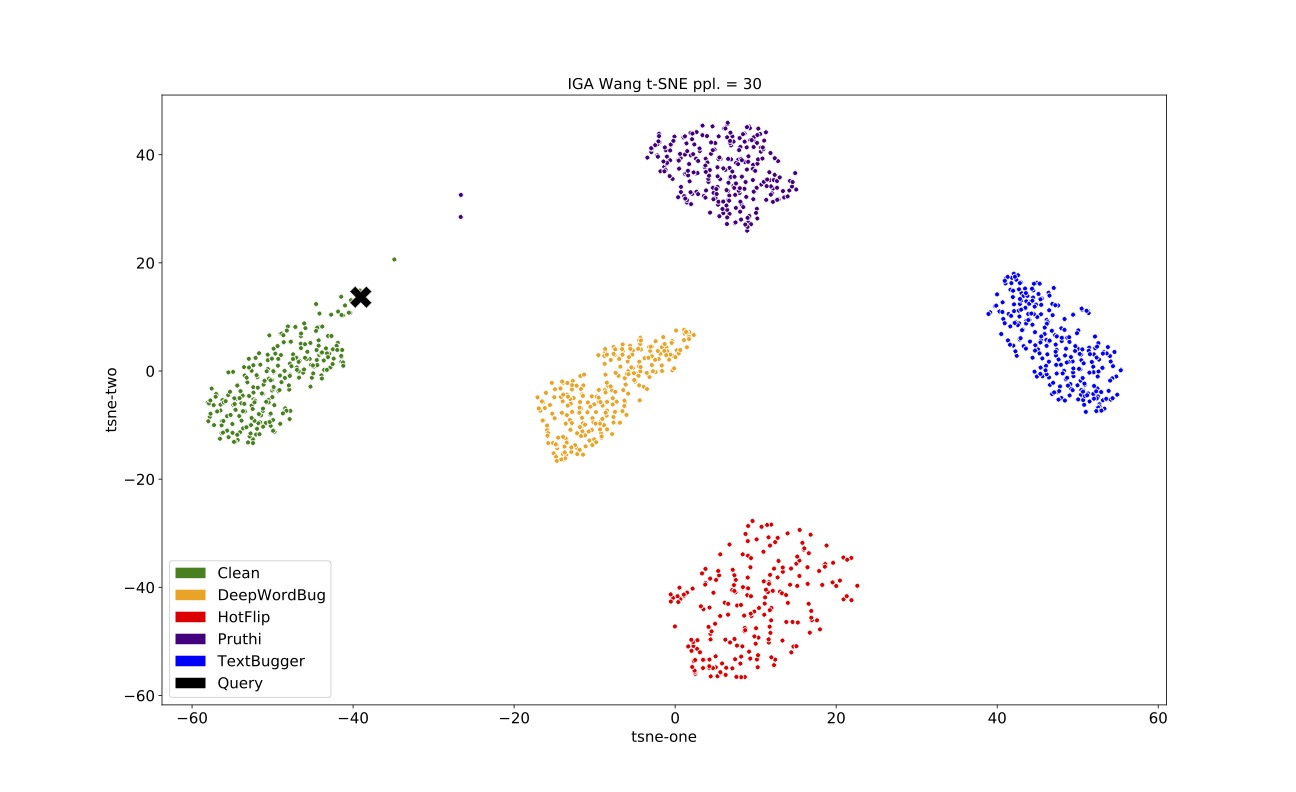 IGA Wang t-SNE ppl. = 30
tsne-two
40
20
0
−20
−40
−60
Clean
DeepWordBug
HotFlip
Pruthi
TextBugger
Query
−60 −40 −20 0 20 40 60
tsne-one